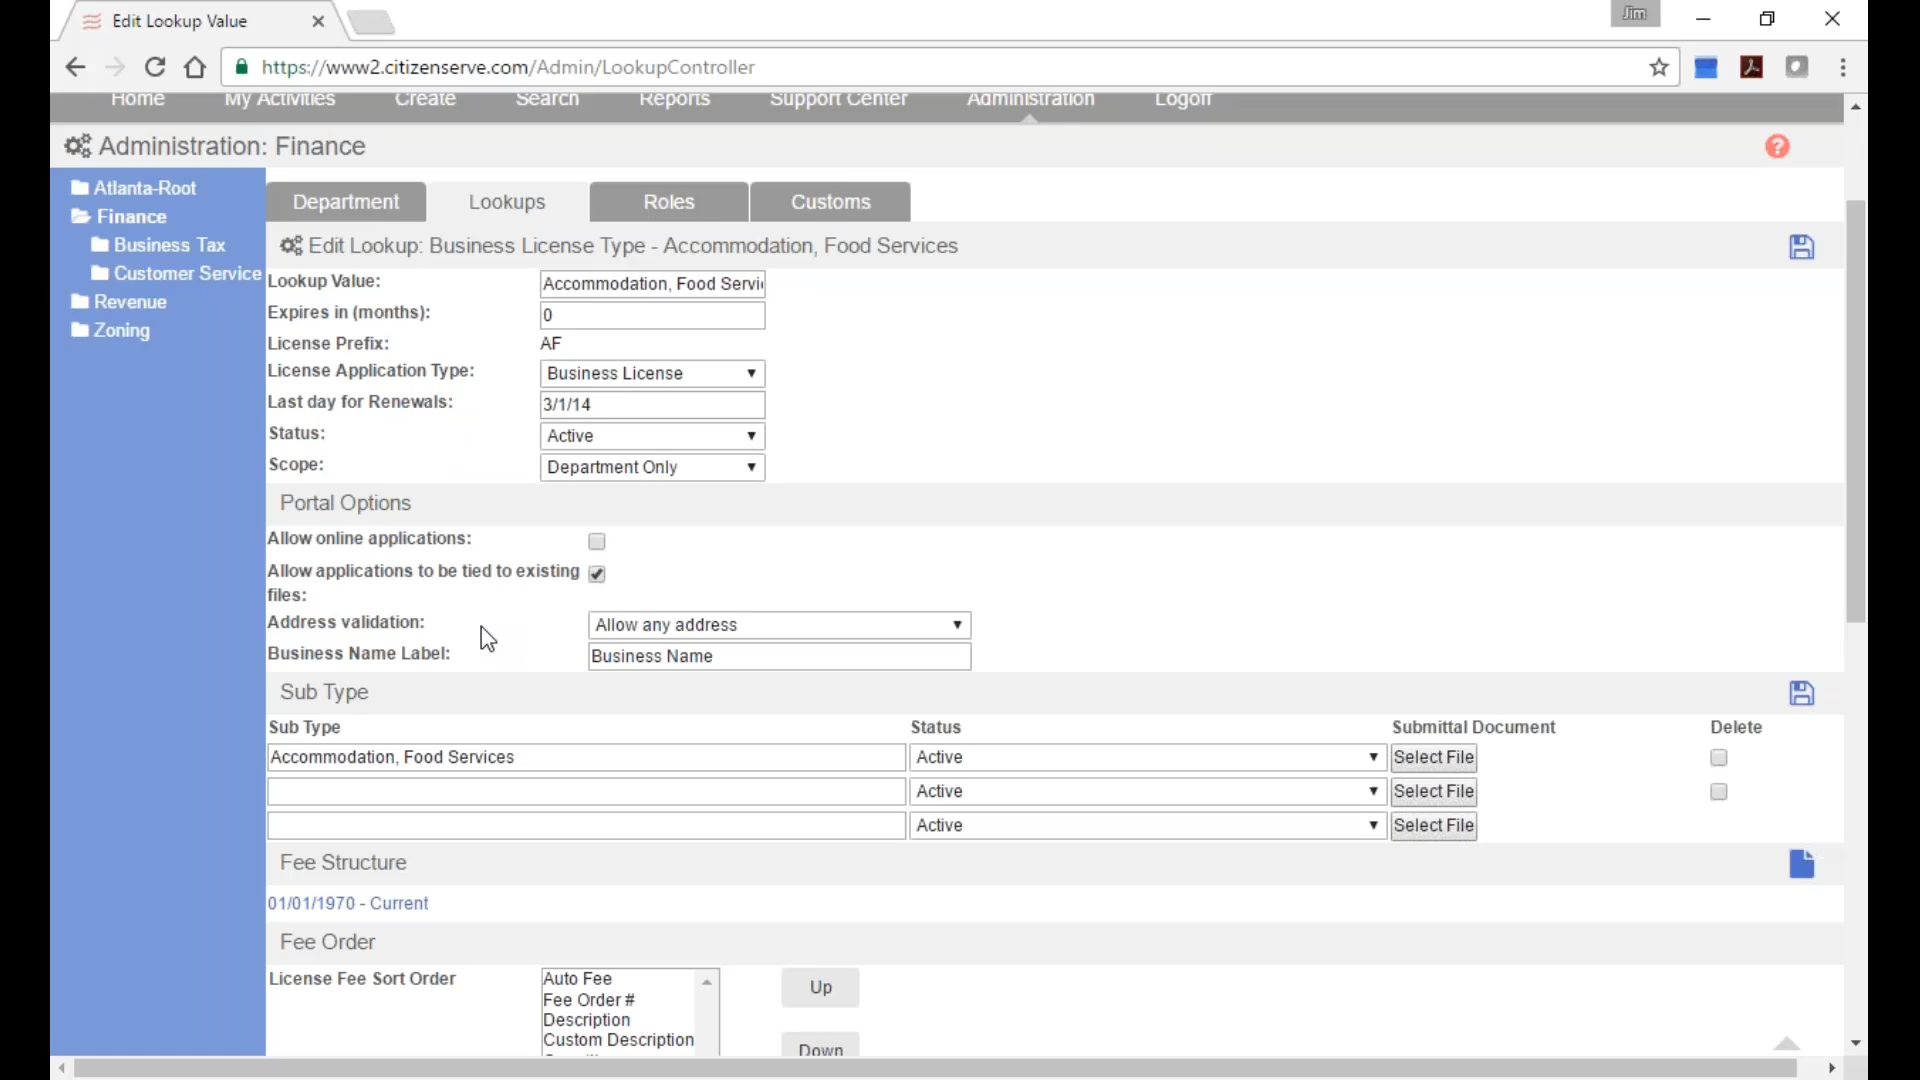 Edit Lookup Value
Jim
https://www2.citizenserve.com/Admin/LookupController
Home My Activities Create Search Reports Support Center Administration Logoff
Administration: Finance
?
Atlanta-Root
Finance
Business Tax
Customer Service
Revenue
Zoning
Department Lookups Roles Customs
Edit Lookup: Business License Type - Accommodation, Food Services
Lookup Value: Accommodation, Food Servi
Expires in (months): 0
License Prefix: AF
License Application Type: Business License
Last day for Renewals: 3/1/14
Status: Active
Scope: Department Only
Portal Options
Allow online applications:
Allow applications to be tied to existing
files:
Address validation: Allow any address
Business Name Label: Business Name
Sub Type
Sub Type Status Submittal Document Delete
Accommodation, Food Services Active Select File
Active Select File
Active Select File
Fee Structure
01/01/1970 - Current
Fee Order
License Fee Sort Order Auto Fee Up
Fee Order #
Description
Custom Description
Down